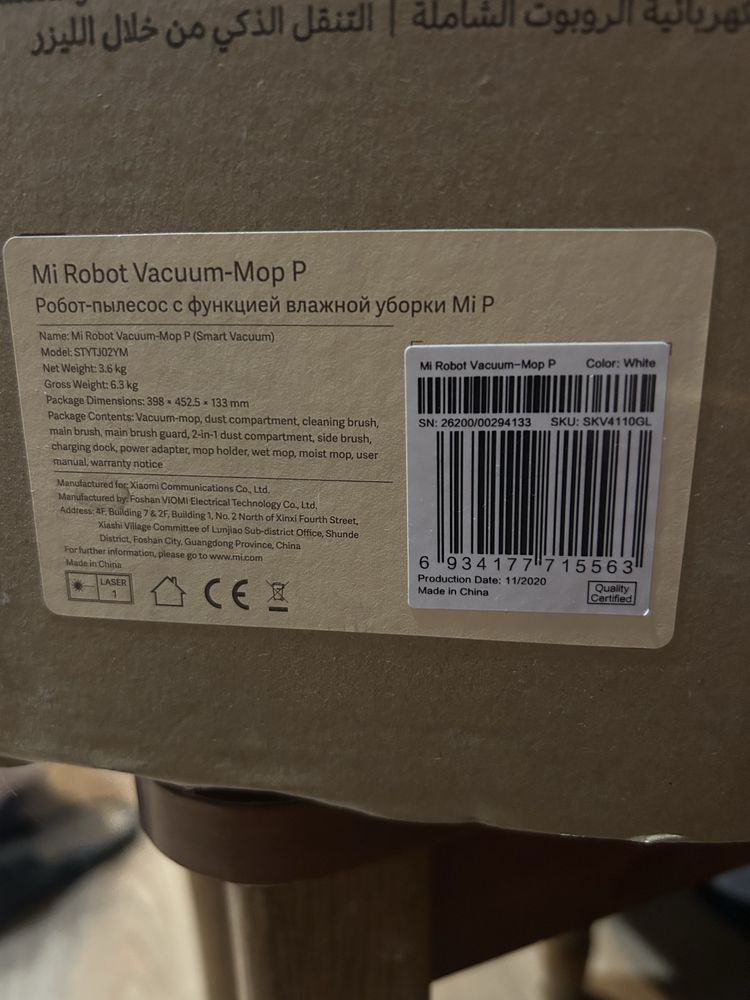 الروبوت الشاملة | التنقل الذكي من خلال الليزر
Mi Robot Vacuum-Mop P
Робот-пылесос с функцией влажной уборки Mi P
Name: Mi Robot Vacuum-Mop P (Smart Vacuum)
Model: STYTJ02YM
Net Weight: 3.6 kg
Gross Weight: 6.3 kg
Package Dimensions: 398 × 452.5 × 133 mm
Package Contents: Vacuum-mop, dust compartment, cleaning brush,
main brush, main brush guard, 2-in-1 dust compartment, side brush,
charging dock, power adapter, mop holder, wet mop, moist mop, user
manual, warranty notice
Manufactured for: Xiaomi Communications Co., Ltd.
Manufactured by: Foshan VIOMI Electrical Technology Co., Ltd.
Address: 4F, Building 7 & 2F, Building 1, No. 2 North of Xinxi Fourth Street,
Xiashi Village Committee of Lunjiao Sub-district Office, Shunde
District, Foshan City, Guangdong Province, China
For further information, please go to www.mi.com
Made in China
LASER
1
CE
Mi Robot Vacuum-Mop P Color: White
SN: 26200/00294133 SKU: SKV4110GL
6 934177 715563
Production Date: 11/2020
Made in China
Quality
Certified